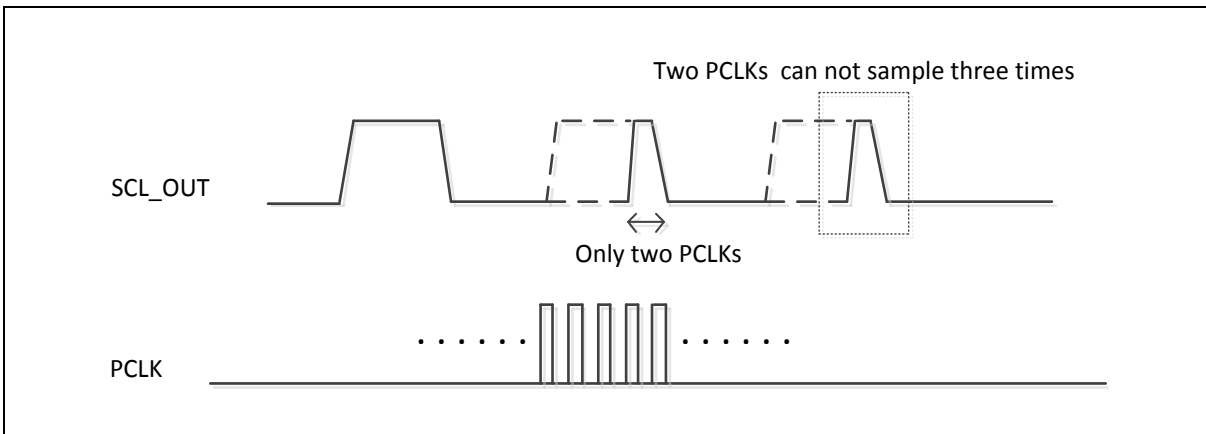 Two PCLKs can not sample three times
SCL_OUT
Only two PCLKs
PCLK